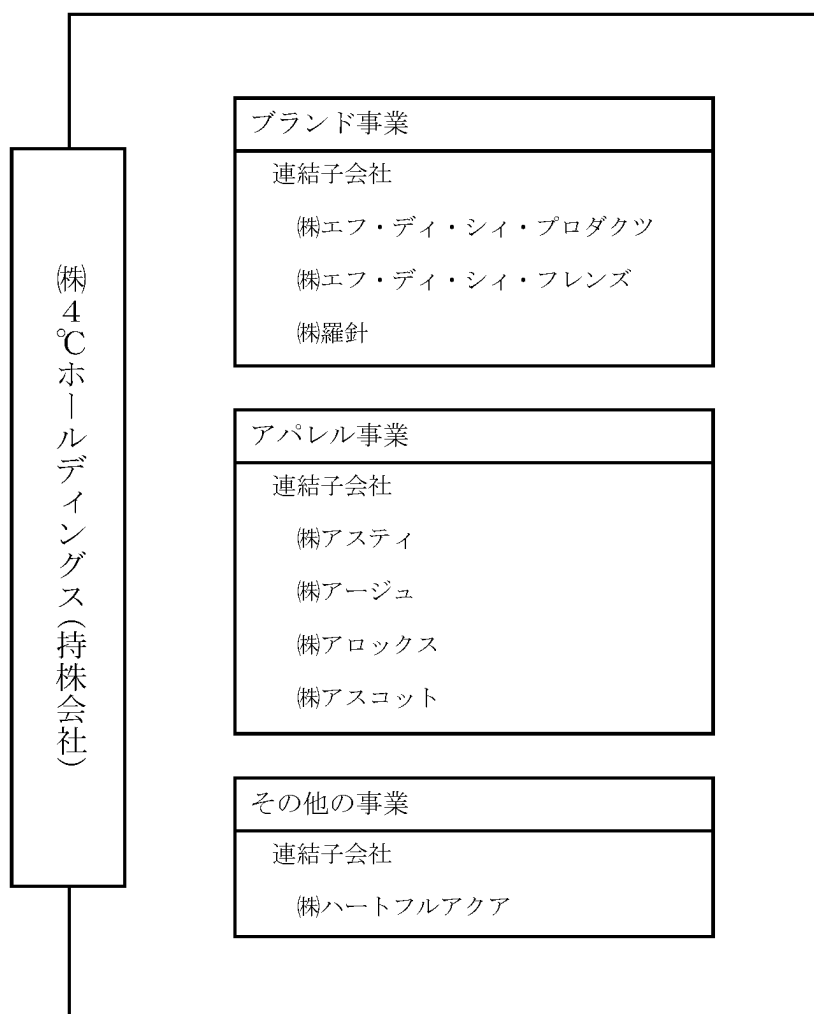 ㈱4℃ホールディングス(持株会社)
ブランド事業
連結子会社
㈱エフ・ディ・シィ・プロダクツ
㈱エフ・ディ・シィ・フレンズ
㈱羅針
アパレル事業
連結子会社
㈱アスティ
㈱アージュ
㈱アロックス
㈱アスコット
その他の事業
連結子会社
㈱ハートフルアクア